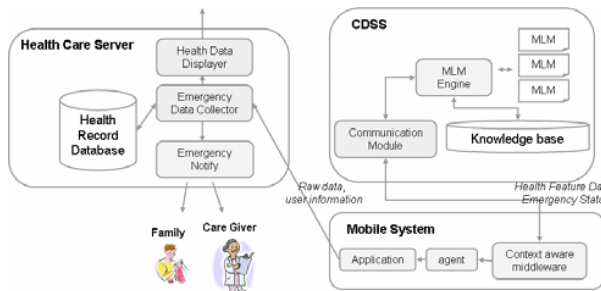 Health Care Server
Health Data
Displayer
Emergency
Data Collector
Health
Record
Database
Emergency
Notify
Family
Care Giver
Raw data,
user information
CDSS
MLM
Engine
MLM
MLM
MLM
Communication
Module
Knowledge base
Health Feature Da
Emergency Statu
Mobile System
Application
agent
Context aware
middleware